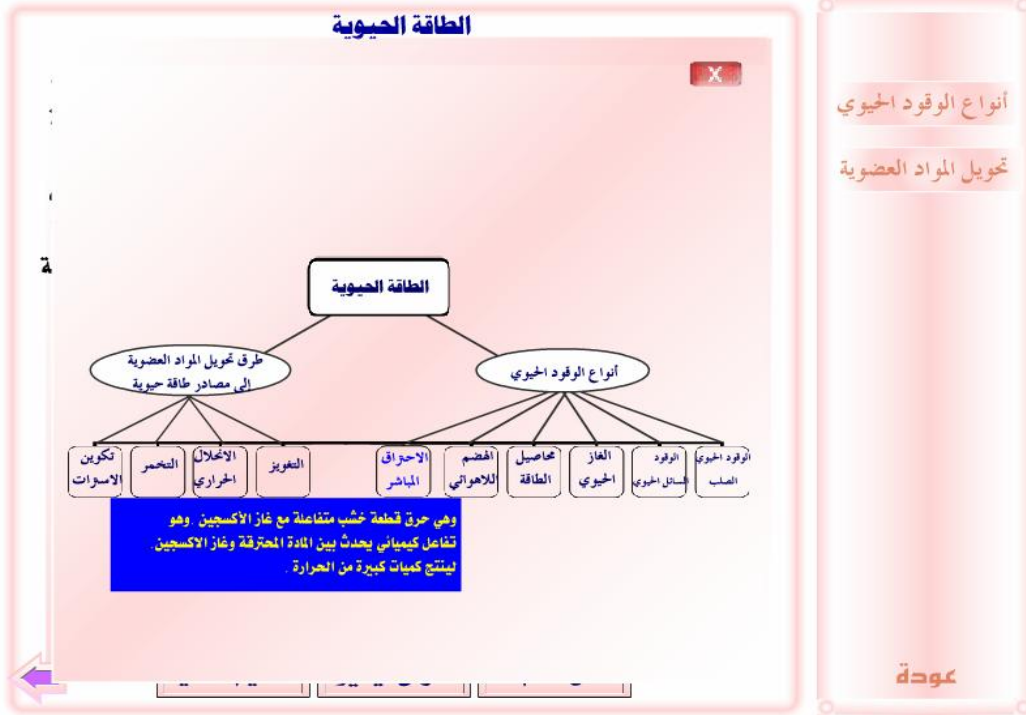 الطاقة الحيوية
X
أنواع الوقود الحيوي
تحويل المواد العضوية
الطاقة الحيوية
أنواع الوقود الحيوي
طرق تحويل المواد العضوية
إلى مصادر طاقة حيوية
الوقود الحيوي
الصلب
الوقود
السائل الحيوي
الغاز
الحيوي
محاصيل
الطاقة
الهضم
اللاهوائي
الاحتراق
المباشر
التغويز
الانحلال
الحراري
التخمر
تكوين
الاسترات
وهي حرق قطعة خشب متفاعلة مع غاز الأكسجين .وهو
تفاعل كيميائي يحدث بين المادة المحترقة وغاز الاكسجين.
لينتج كميات كبيرة من الحرارة .
عودة